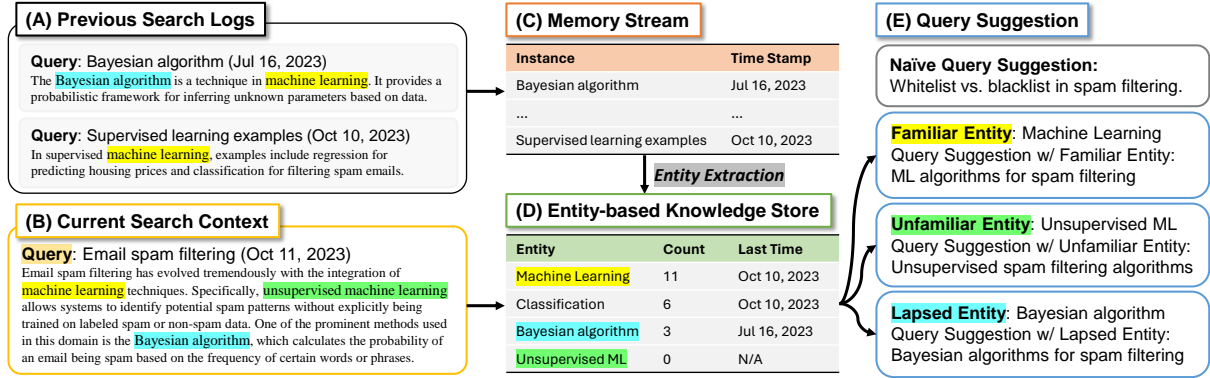 (A) Previous Search Logs
Query: Bayesian algorithm (Jul 16, 2023)
The Bayesian algorithm is a technique in machine learning. It provides a
probabilistic framework for inferring unknown parameters based on data.
Query: Supervised learning examples (Oct 10, 2023)
In supervised machine learning, examples include regression for
predicting housing prices and classification for filtering spam emails.
(B) Current Search Context
Query: Email spam filtering (Oct 11, 2023)
Email spam filtering has evolved tremendously with the integration of
machine learning techniques. Specifically, unsupervised machine learning
allows systems to identify potential spam patterns without explicitly being
trained on labeled spam or non-spam data. One of the prominent methods used
in this domain is the Bayesian algorithm, which calculates the probability
of an email being spam based on the frequency of certain words or phrases.
(C) Memory Stream
Instance Time Stamp
Bayesian algorithm Jul 16, 2023
... ...
Supervised learning examples Oct 10, 2023
Entity Extraction
(D) Entity-based Knowledge Store
Entity Count Last Time
Machine Learning 11 Oct 10, 2023
Classification 6 Oct 10, 2023
Bayesian algorithm 3 Jul 16, 2023
Unsupervised ML 0 N/A
(E) Query Suggestion
Naïve Query Suggestion:
Whitelist vs. blacklist in spam filtering.
Familiar Entity: Machine Learning
Query Suggestion w/ Familiar Entity:
ML algorithms for spam filtering
Unfamiliar Entity: Unsupervised ML
Query Suggestion w/ Unfamiliar Entity:
Unsupervised spam filtering algorithms
Lapsed Entity: Bayesian algorithm
Query Suggestion w/ Lapsed Entity:
Bayesian algorithms for spam filtering